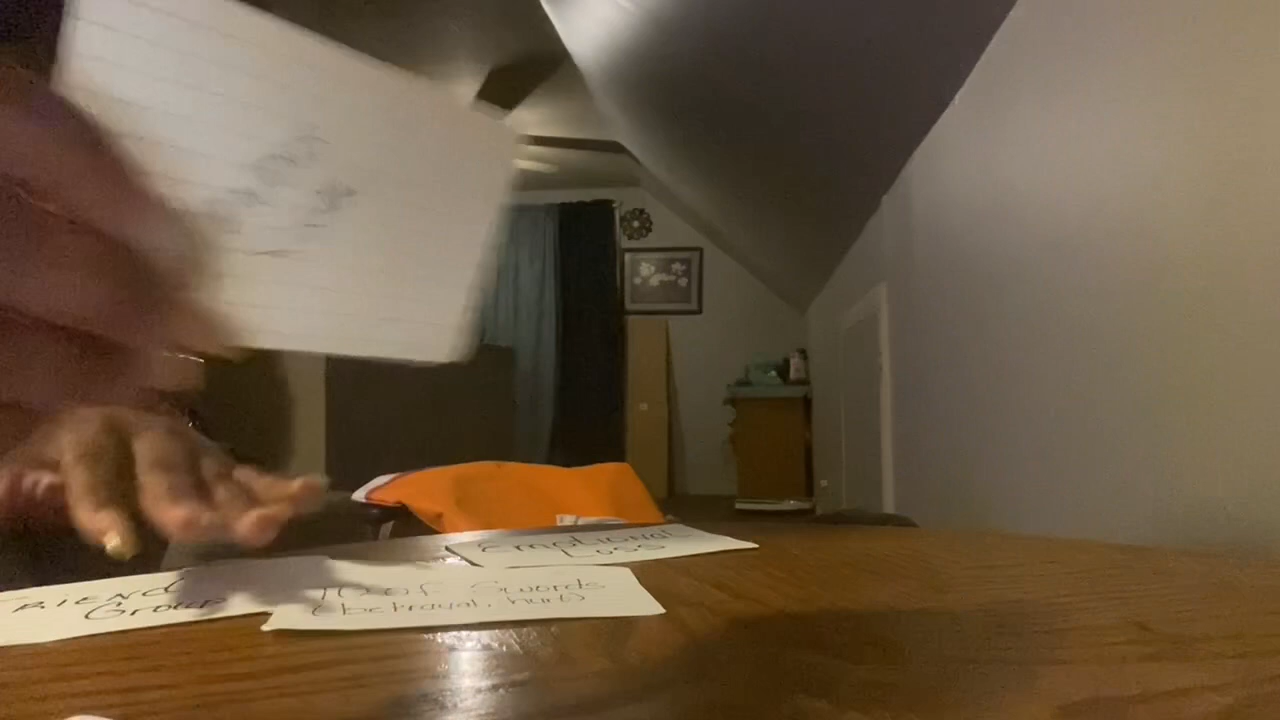 Emotional
Loss
FRIEND
Group
10 of Swords
(betrayal, hurt)